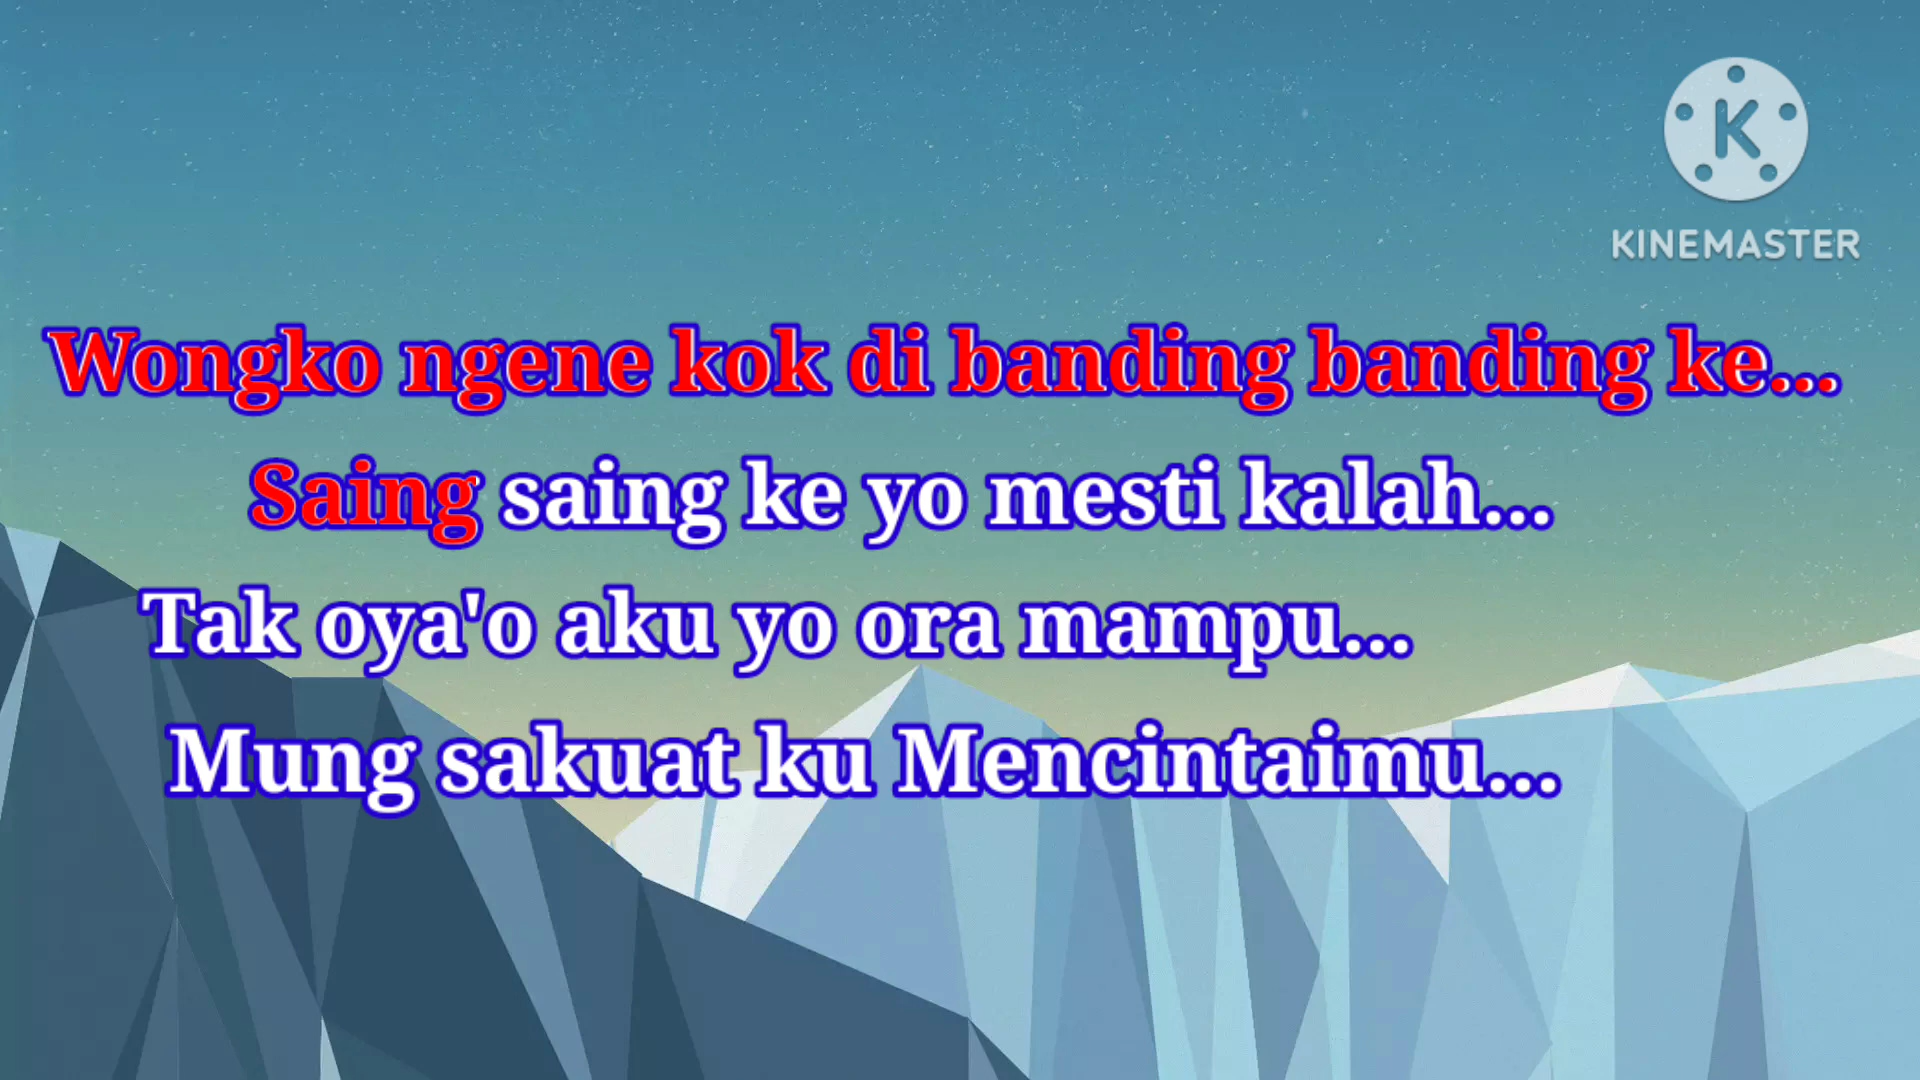 K
KINEMASTER
Wongko ngene kok di banding banding ke...
Saing saing ke yo mesti kalah...
Tak oya'o aku yo ora mampu...
Mung sakuat ku Mencintaimu...